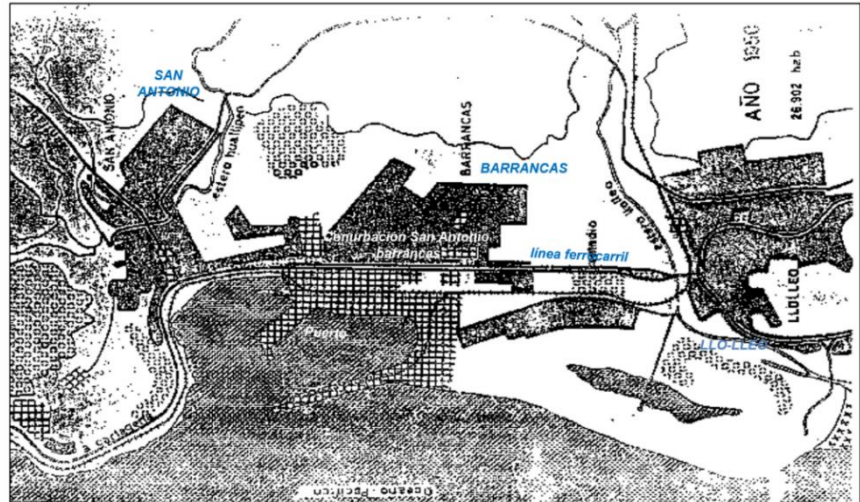 SAN
ANTONIO
SAN ANTONIO
estero huallipen
BARRANCAS
BARRANCAS
AÑO 1950
26.902 hab
Conurbación San Antonio
barrancas
línea ferrocarril
Puerto
LLOLLEO
LLO-LLEO
Oceano Pacífico